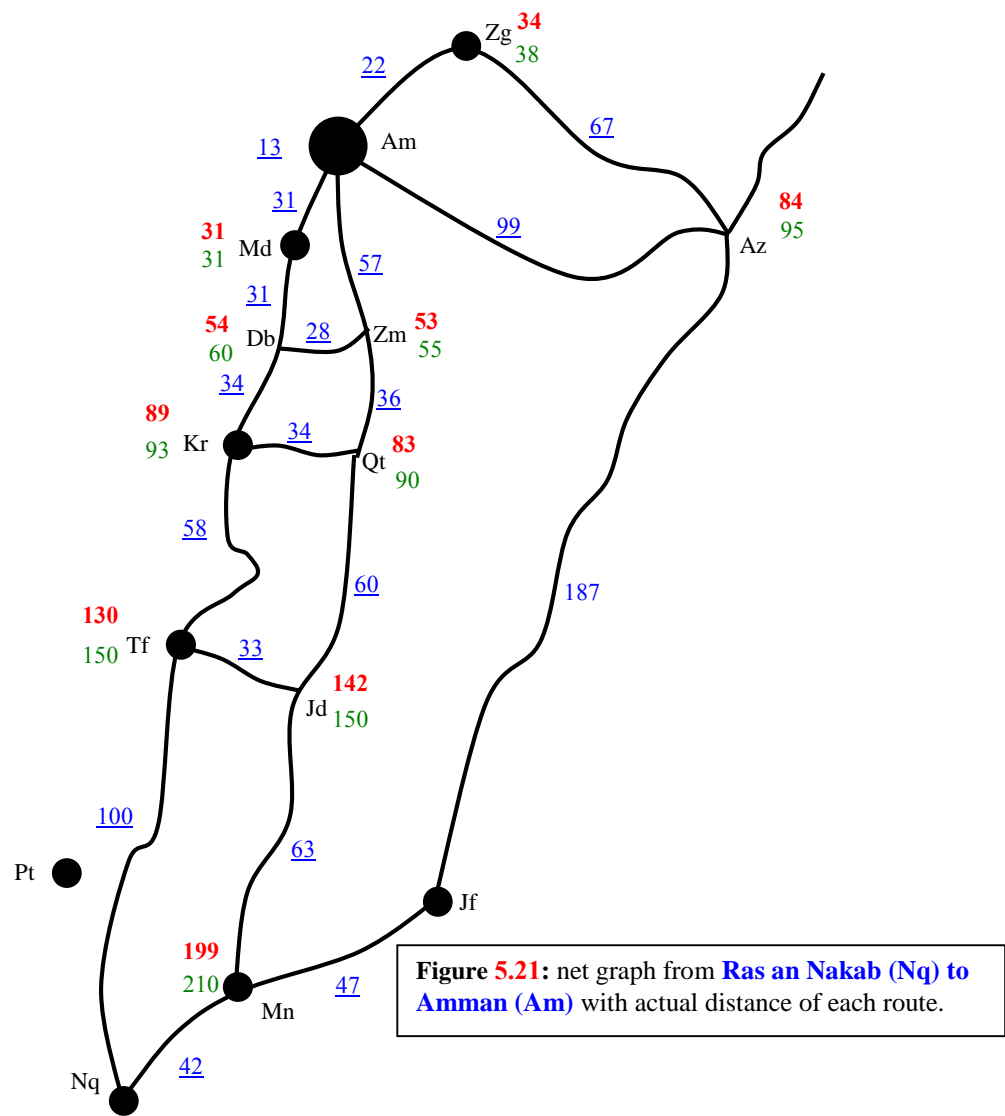 Zg 34
38
22
67
Am
13
31
99
84
95
Az
31
31
Md
57
31
54
60
Db
28
Zm
53
55
34
36
89
93
Kr
34
83
Qt
90
58
60
187
130
150
Tf
33
142
Jd
150
100
63
Pt
Jf
199
210
Mn
47
42
Nq
Figure 5.21: net graph from Ras an Nakab (Nq) to
Amman (Am) with actual distance of each route.